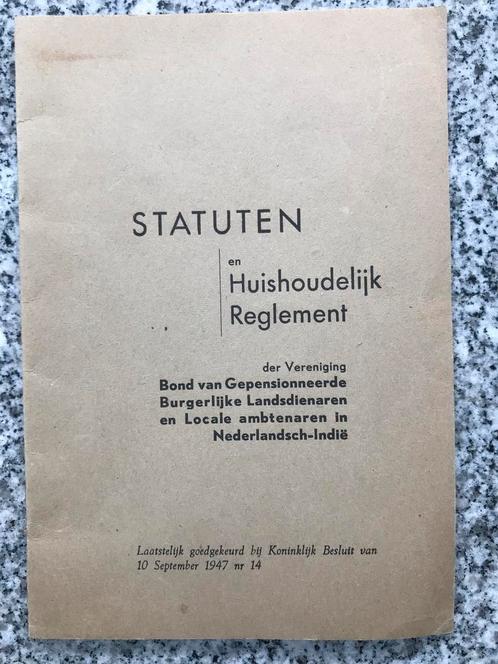 STATUTEN
en
Huishoudelijk
Reglement
der Vereniging
Bond van Gepensionneerde
Burgerlijke Landsdienaren
en Locale ambtenaren in
Nederlandsch-Indië
Laatstelijk goedgekeurd bij Koninklijk Besluit van
10 September 1947 nr 14